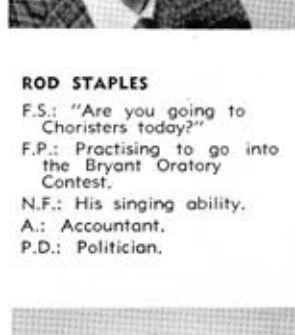 ROD STAPLES
F.S.: "Are you going to
Choristers today?"
F.P.: Practising to go into
the Bryant Oratory
Contest.
N.F.: His singing ability.
A.: Accountant.
P.D.: Politician.